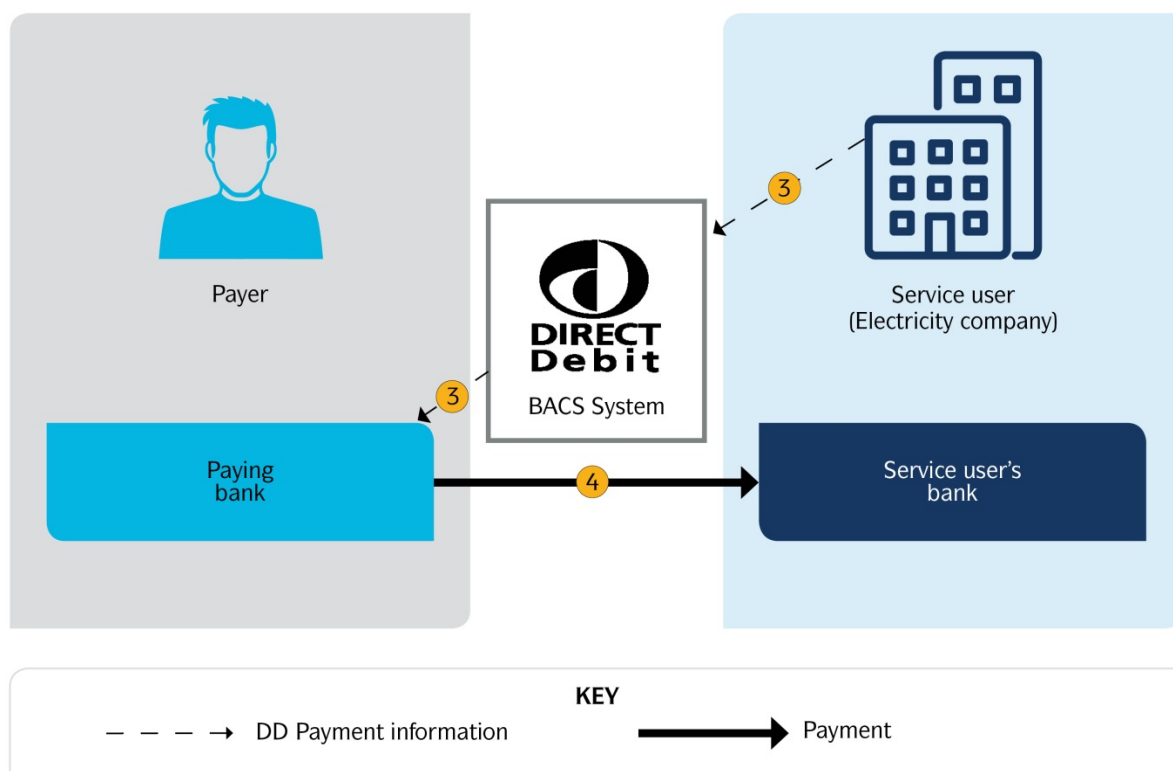 Payer
3
Service user
(Electricity company)
DIRECT
Debit
BACS System
3
Paying
bank
4
Service user’s
bank
KEY
DD Payment information
Payment